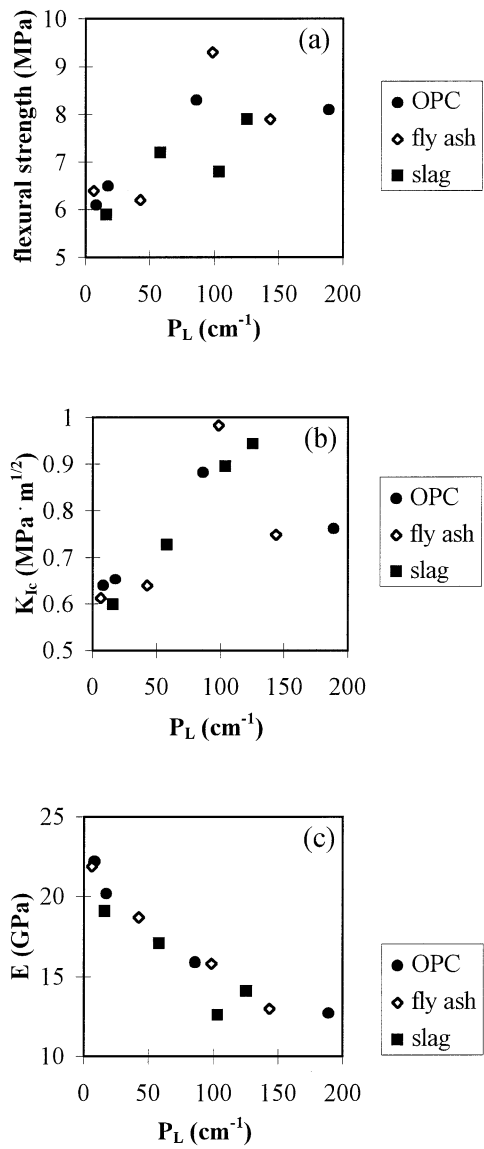 (a)
flexural strength (MPa)
10
9
8
7
6
5
0 50 100 150 200
P_L (cm⁻¹)
OPC
fly ash
slag
(b)
K_Ic (MPa · m^1/2)
1
0.9
0.8
0.7
0.6
0.5
0 50 100 150 200
P_L (cm⁻¹)
OPC
fly ash
slag
(c)
E (GPa)
25
20
15
10
0 50 100 150 200
P_L (cm⁻¹)
OPC
fly ash
slag